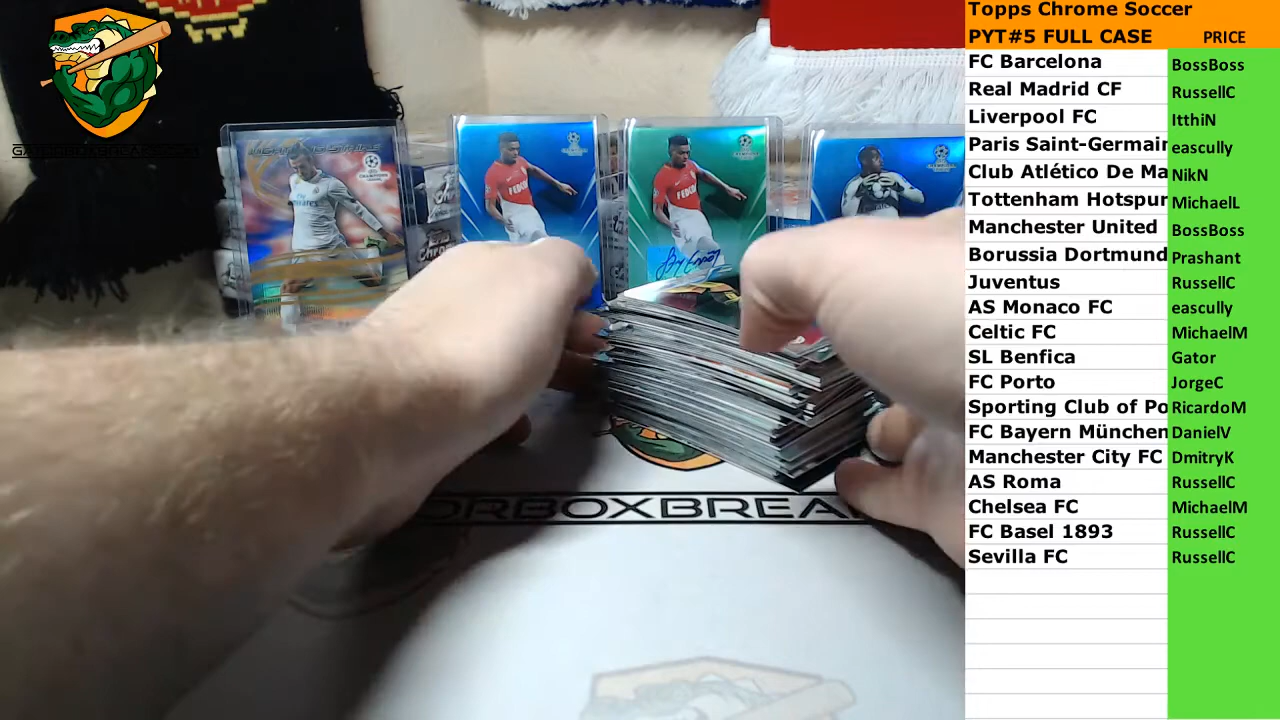 Topps Chrome Soccer
PYT#5 FULL CASE PRICE
FC Barcelona BossBoss
Real Madrid CF RussellC
Liverpool FC ItthiN
Paris Saint-Germain eascully
Club Atlético De Ma NikN
Tottenham Hotspur MichaelL
Manchester United BossBoss
Borussia Dortmund Prashant
Juventus RussellC
AS Monaco FC eascully
Celtic FC MichaelM
SL Benfica Gator
FC Porto JorgeC
Sporting Club of Po RicardoM
FC Bayern München DanielV
Manchester City FC DmitryK
AS Roma RussellC
Chelsea FC MichaelM
FC Basel 1893 RussellC
Sevilla FC RussellC
FEDCOM
ORBOXBREA